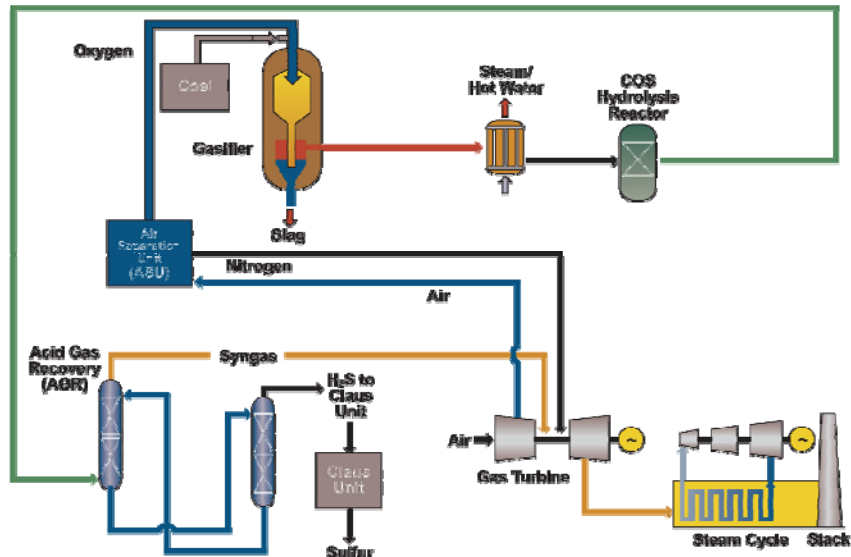 Oxygen
Coal
Gasifier
Slag
Steam/
Hot Water
COS
Hydrolysis
Reactor
Air
Separation
Unit
(ASU)
Nitrogen
Air
Acid Gas
Recovery
(AGR)
Syngas
H₂S to
Claus
Unit
Claus
Unit
Sulfur
Air
Gas Turbine
~
~
Steam Cycle
Stack